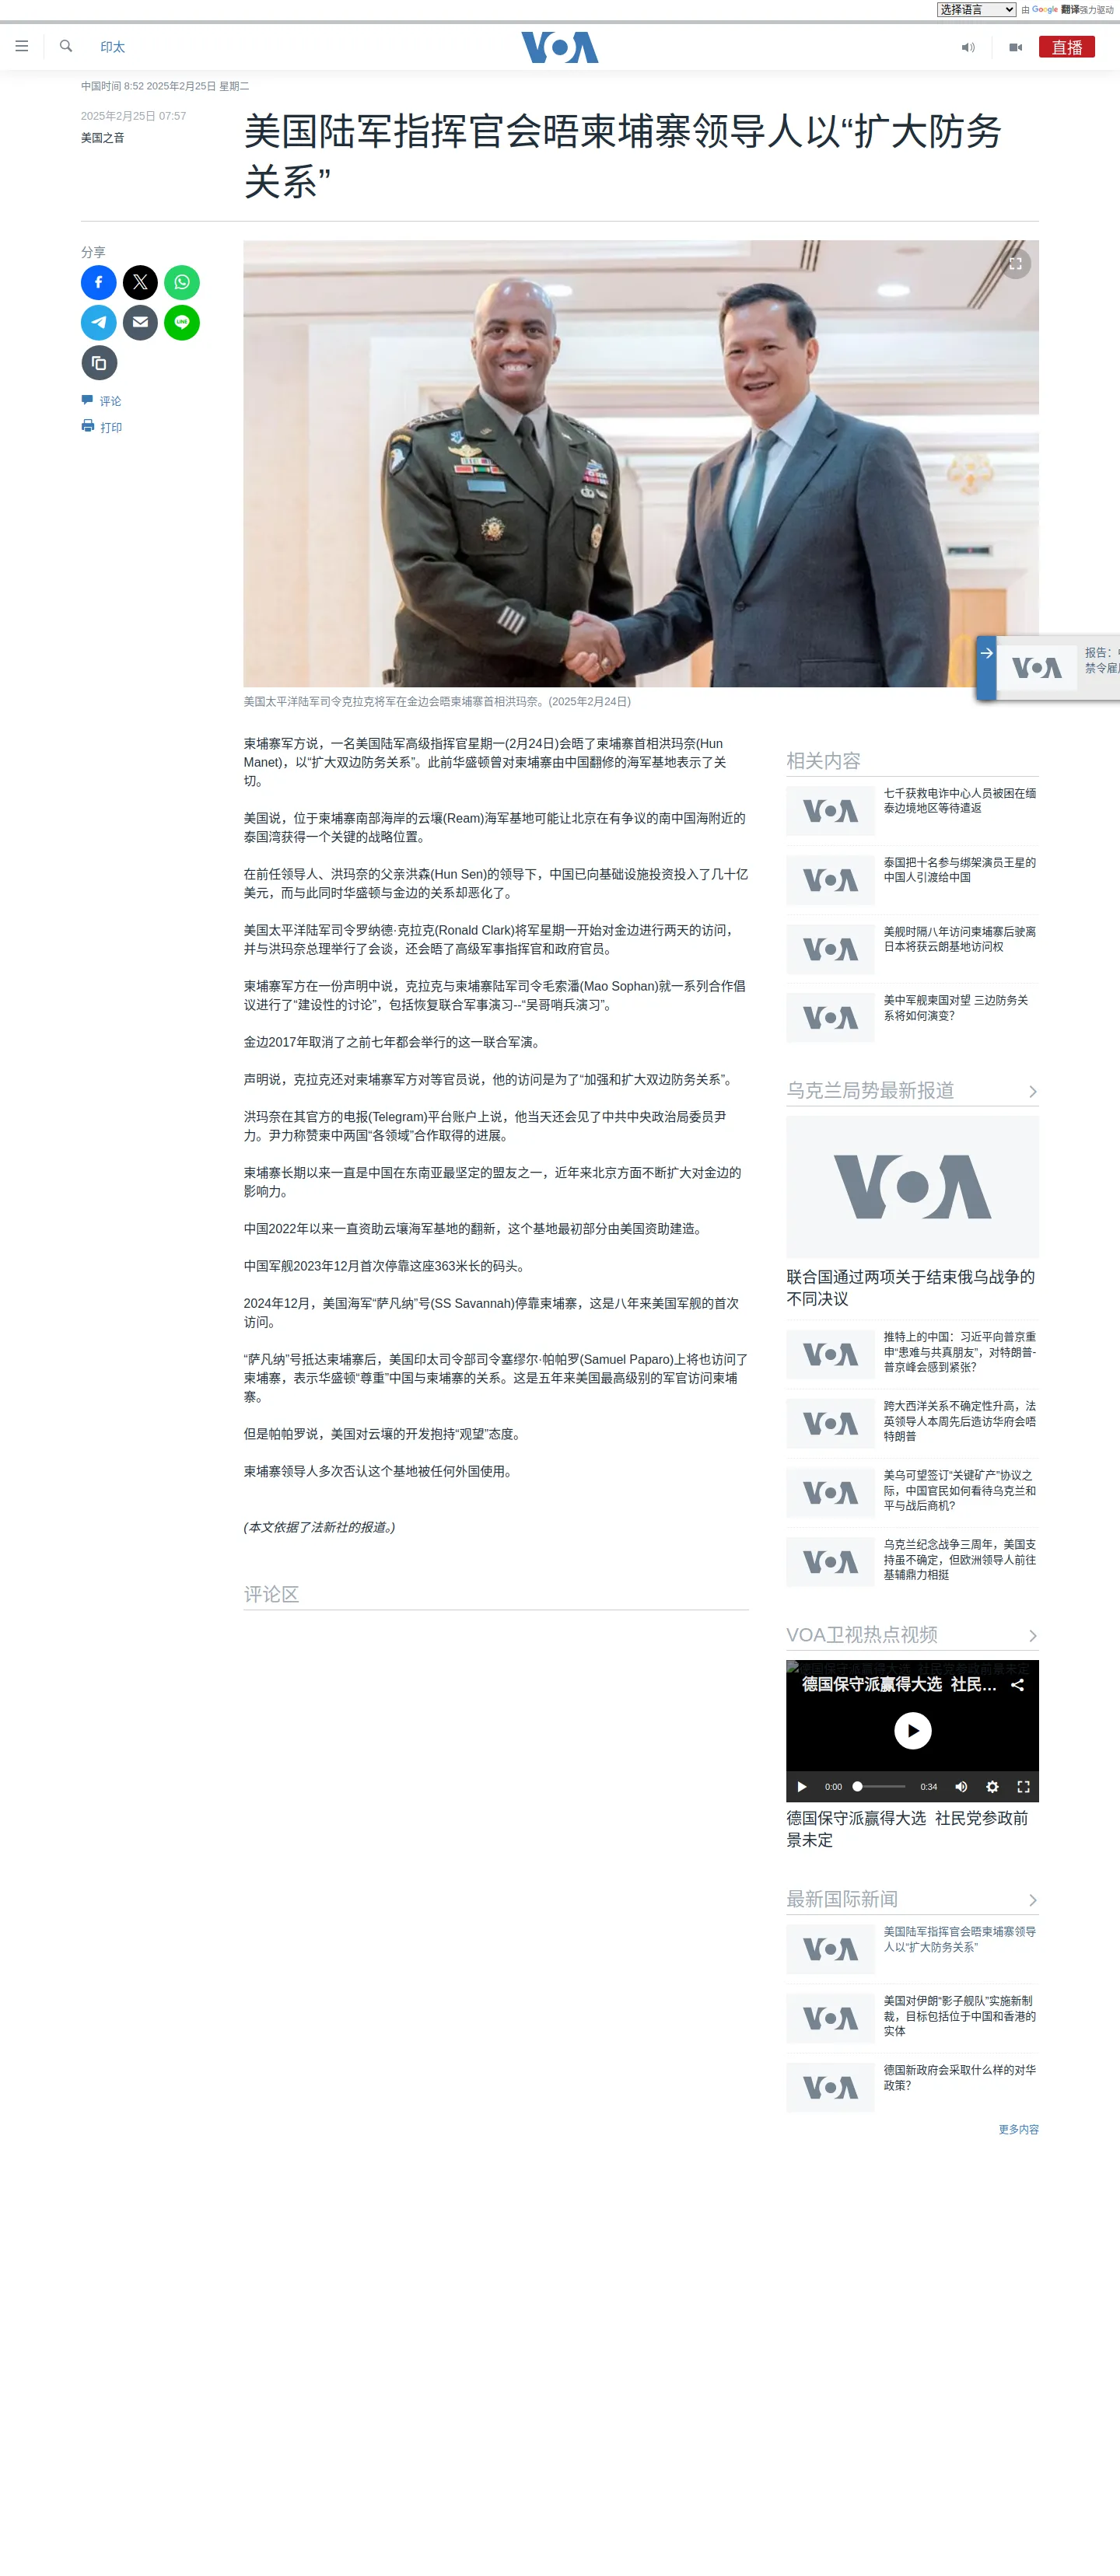 选择语言 由 Google 翻译强力驱动
印太
VOA
直播
中国时间 8:52 2025年2月25日 星期二
2025年2月25日 07:57
美国之音
美国陆军指挥官会晤柬埔寨领导人以“扩大防务
关系”
分享
LINE
评论
打印
美国太平洋陆军司令克拉克将军在金边会晤柬埔寨首相洪玛奈。(2025年2月24日)
VOA
报告：
禁令雇
柬埔寨军方说，一名美国陆军高级指挥官星期一(2月24日)会晤了柬埔寨首相洪玛奈(Hun
Manet)，以“扩大双边防务关系”。此前华盛顿曾对柬埔寨由中国翻修的海军基地表示了关
切。
美国说，位于柬埔寨南部海岸的云壤(Ream)海军基地可能让北京在有争议的南中国海附近的
泰国湾获得一个关键的战略位置。
在前任领导人、洪玛奈的父亲洪森(Hun Sen)的领导下，中国已向基础设施投资投入了几十亿
美元，而与此同时华盛顿与金边的关系却恶化了。
美国太平洋陆军司令罗纳德·克拉克(Ronald Clark)将军星期一开始对金边进行两天的访问，
并与洪玛奈总理举行了会谈，还会晤了高级军事指挥官和政府官员。
柬埔寨军方在一份声明中说，克拉克与柬埔寨陆军司令毛索潘(Mao Sophan)就一系列合作倡
议进行了“建设性的讨论”，包括恢复联合军事演习--“吴哥哨兵演习”。
金边2017年取消了之前七年都会举行的这一联合军演。
声明说，克拉克还对柬埔寨军方对等官员说，他的访问是为了“加强和扩大双边防务关系”。
洪玛奈在其官方的电报(Telegram)平台账户上说，他当天还会见了中共中央政治局委员尹
力。尹力称赞柬中两国“各领域”合作取得的进展。
柬埔寨长期以来一直是中国在东南亚最坚定的盟友之一，近年来北京方面不断扩大对金边的
影响力。
中国2022年以来一直资助云壤海军基地的翻新，这个基地最初部分由美国资助建造。
中国军舰2023年12月首次停靠这座363米长的码头。
2024年12月，美国海军“萨凡纳”号(SS Savannah)停靠柬埔寨，这是八年来美国军舰的首次
访问。
“萨凡纳”号抵达柬埔寨后，美国印太司令部司令塞缪尔·帕帕罗(Samuel Paparo)上将也访问了
柬埔寨，表示华盛顿“尊重”中国与柬埔寨的关系。这是五年来美国最高级别的军官访问柬埔
寨。
但是帕帕罗说，美国对云壤的开发抱持“观望”态度。
柬埔寨领导人多次否认这个基地被任何外国使用。
(本文依据了法新社的报道。)
评论区
相关内容
VOA
七千获救电诈中心人员被困在缅
泰边境地区等待遣返
VOA
泰国把十名参与绑架演员王星的
中国人引渡给中国
VOA
美舰时隔八年访问柬埔寨后驶离
日本将获云朗基地访问权
VOA
美中军舰柬国对望 三边防务关
系将如何演变？
乌克兰局势最新报道
VOA
联合国通过两项关于结束俄乌战争的
不同决议
VOA
推特上的中国：习近平向普京重
申“患难与共真朋友”，对特朗普-
普京峰会感到紧张？
VOA
跨大西洋关系不确定性升高，法
英领导人本周先后造访华府会唔
特朗普
VOA
美乌可望签订“关键矿产”协议之
际，中国官民如何看待乌克兰和
平与战后商机?
VOA
乌克兰纪念战争三周年，美国支
持虽不确定，但欧洲领导人前往
基辅鼎力相挺
VOA卫视热点视频
德国保守派赢得大选 社民党参政前景未定
德国保守派赢得大选 社民...
0:00 0:34
德国保守派赢得大选 社民党参政前
景未定
最新国际新闻
VOA
美国陆军指挥官会晤柬埔寨领导
人以“扩大防务关系”
VOA
美国对伊朗“影子舰队”实施新制
裁，目标包括位于中国和香港的
实体
VOA
德国新政府会采取什么样的对华
政策？
更多内容